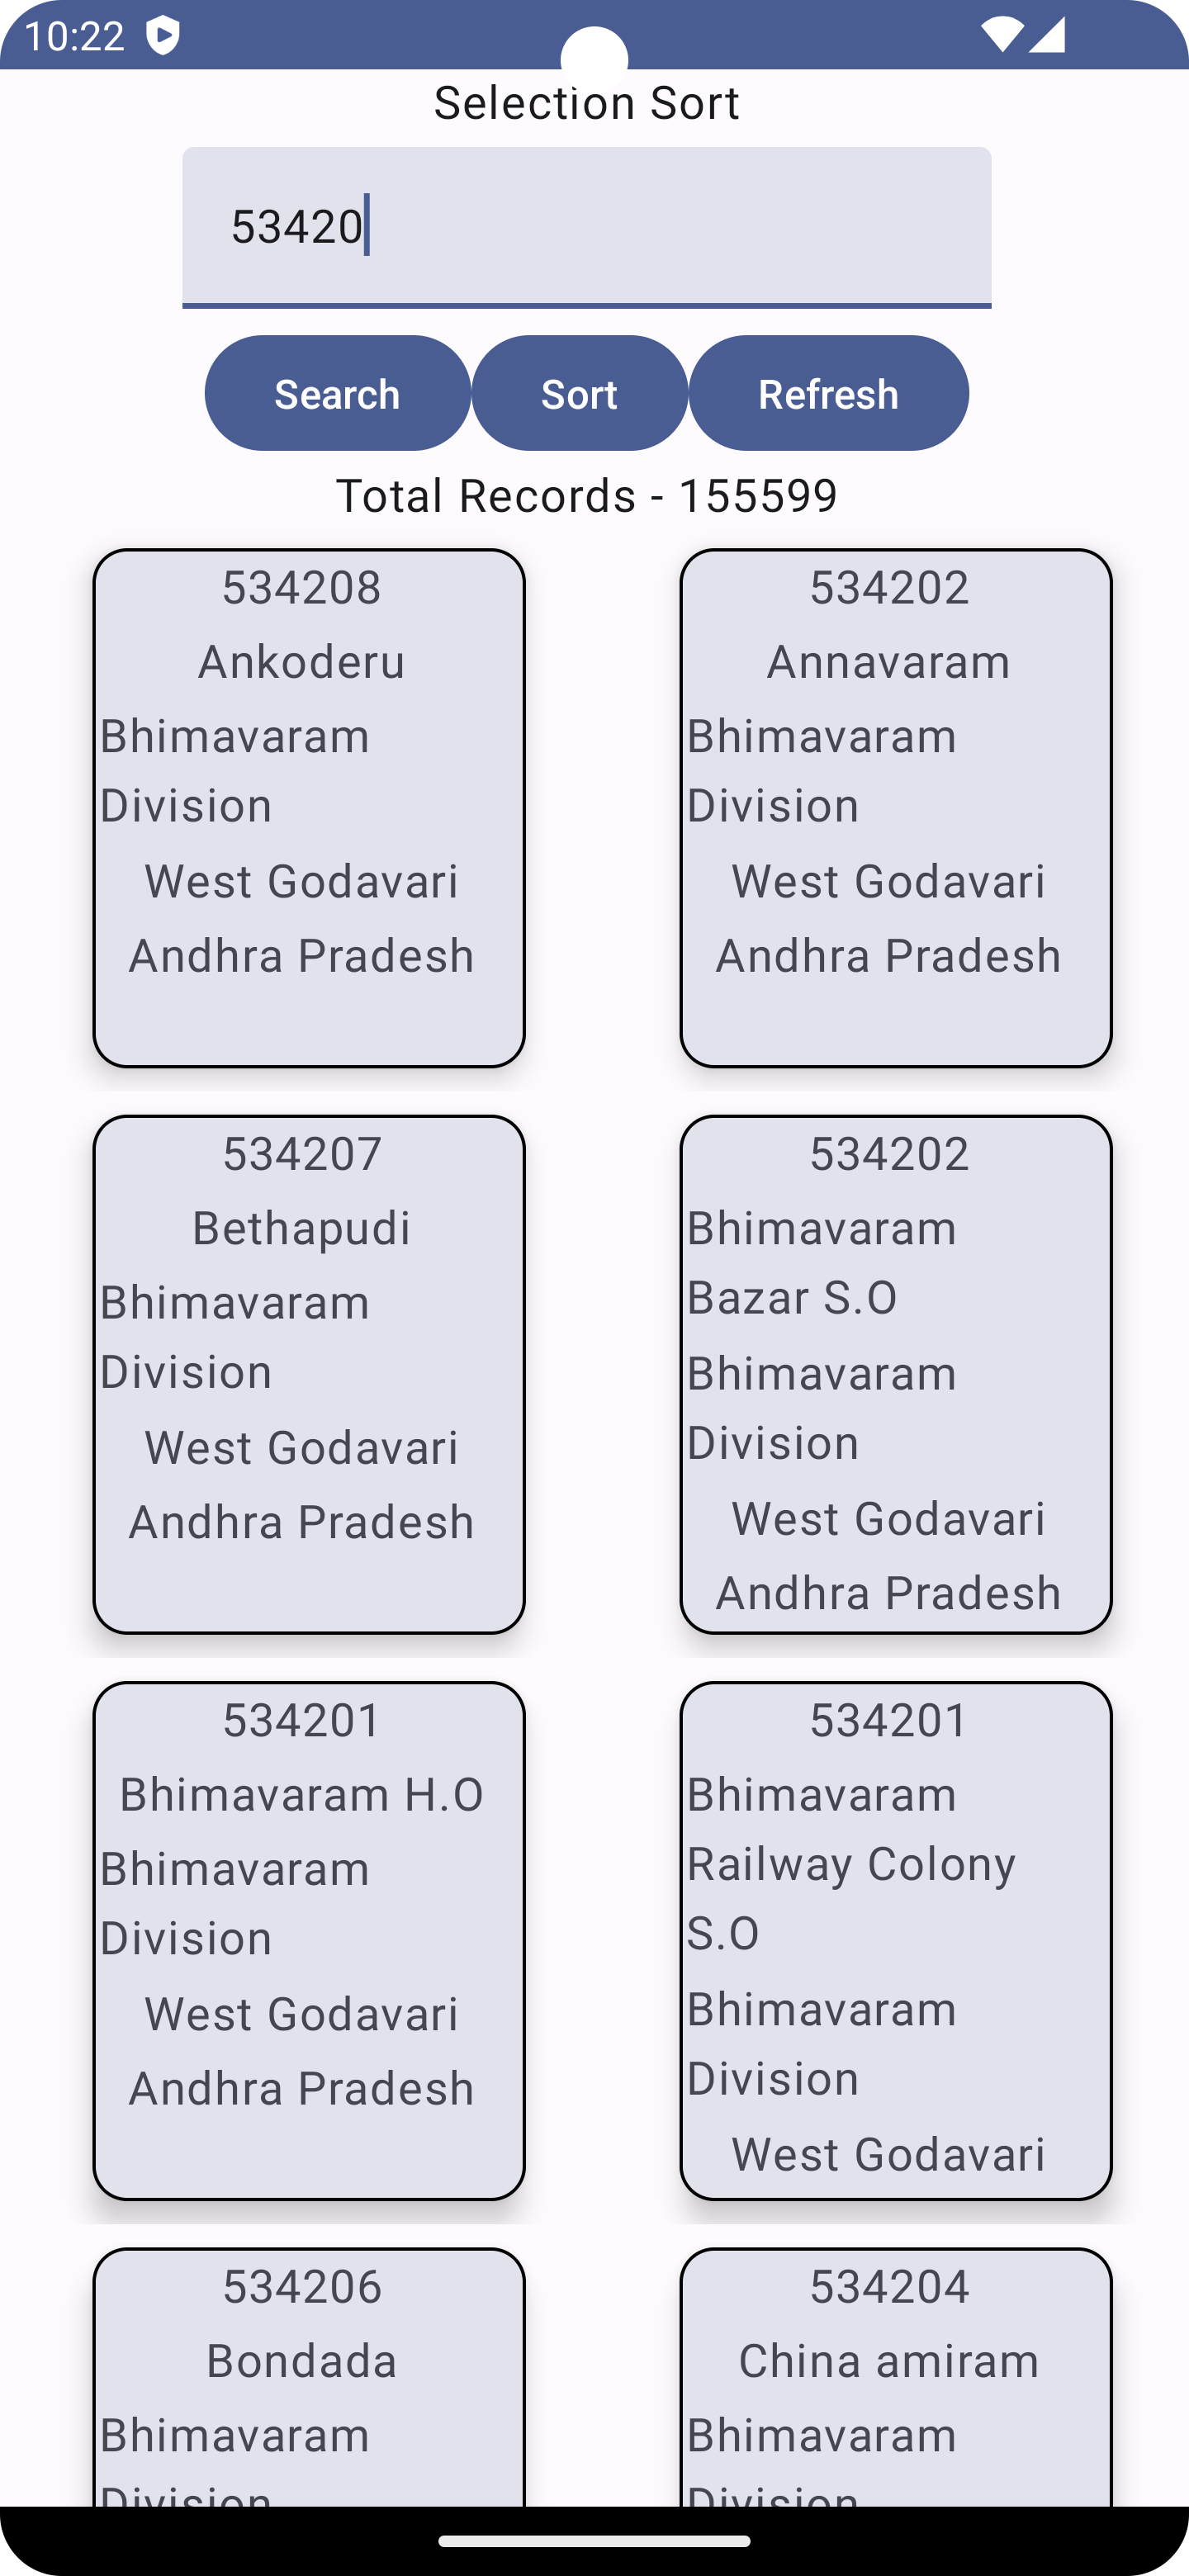 10:22
Selection Sort
53420
Search Sort Refresh
Total Records - 155599
534208
Ankoderu
Bhimavaram
Division
West Godavari
Andhra Pradesh
534202
Annavaram
Bhimavaram
Division
West Godavari
Andhra Pradesh
534207
Bethapudi
Bhimavaram
Division
West Godavari
Andhra Pradesh
534202
Bhimavaram
Bazar S.O
Bhimavaram
Division
West Godavari
Andhra Pradesh
534201
Bhimavaram H.O
Bhimavaram
Division
West Godavari
Andhra Pradesh
534201
Bhimavaram
Railway Colony
S.O
Bhimavaram
Division
West Godavari
534206
Bondada
Bhimavaram
Division
534204
China amiram
Bhimavaram
Division